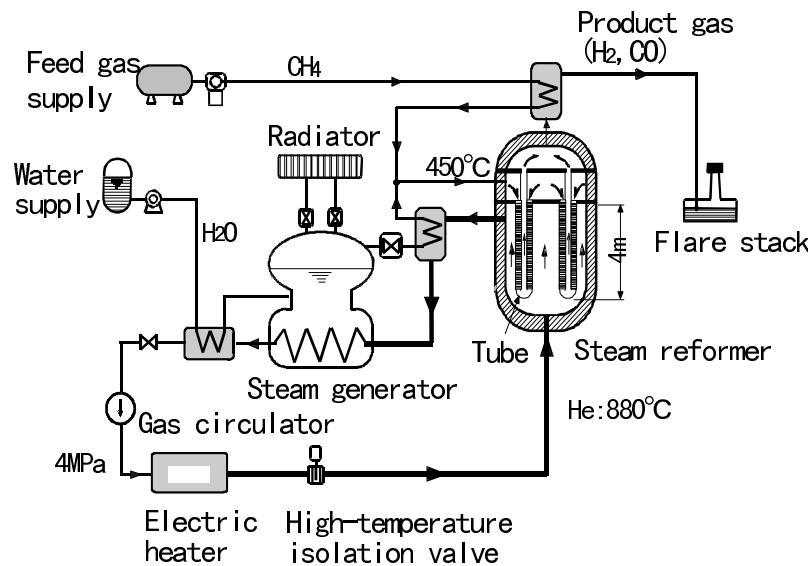 Product gas
(H2, CO)
Feed gas
supply
CH4
Radiator
450℃
Water
supply
H2O
4m
Flare stack
Tube
Steam reformer
Steam generator
He:880℃
Gas circulator
4MPa
Electric
heater
High-temperature
isolation valve